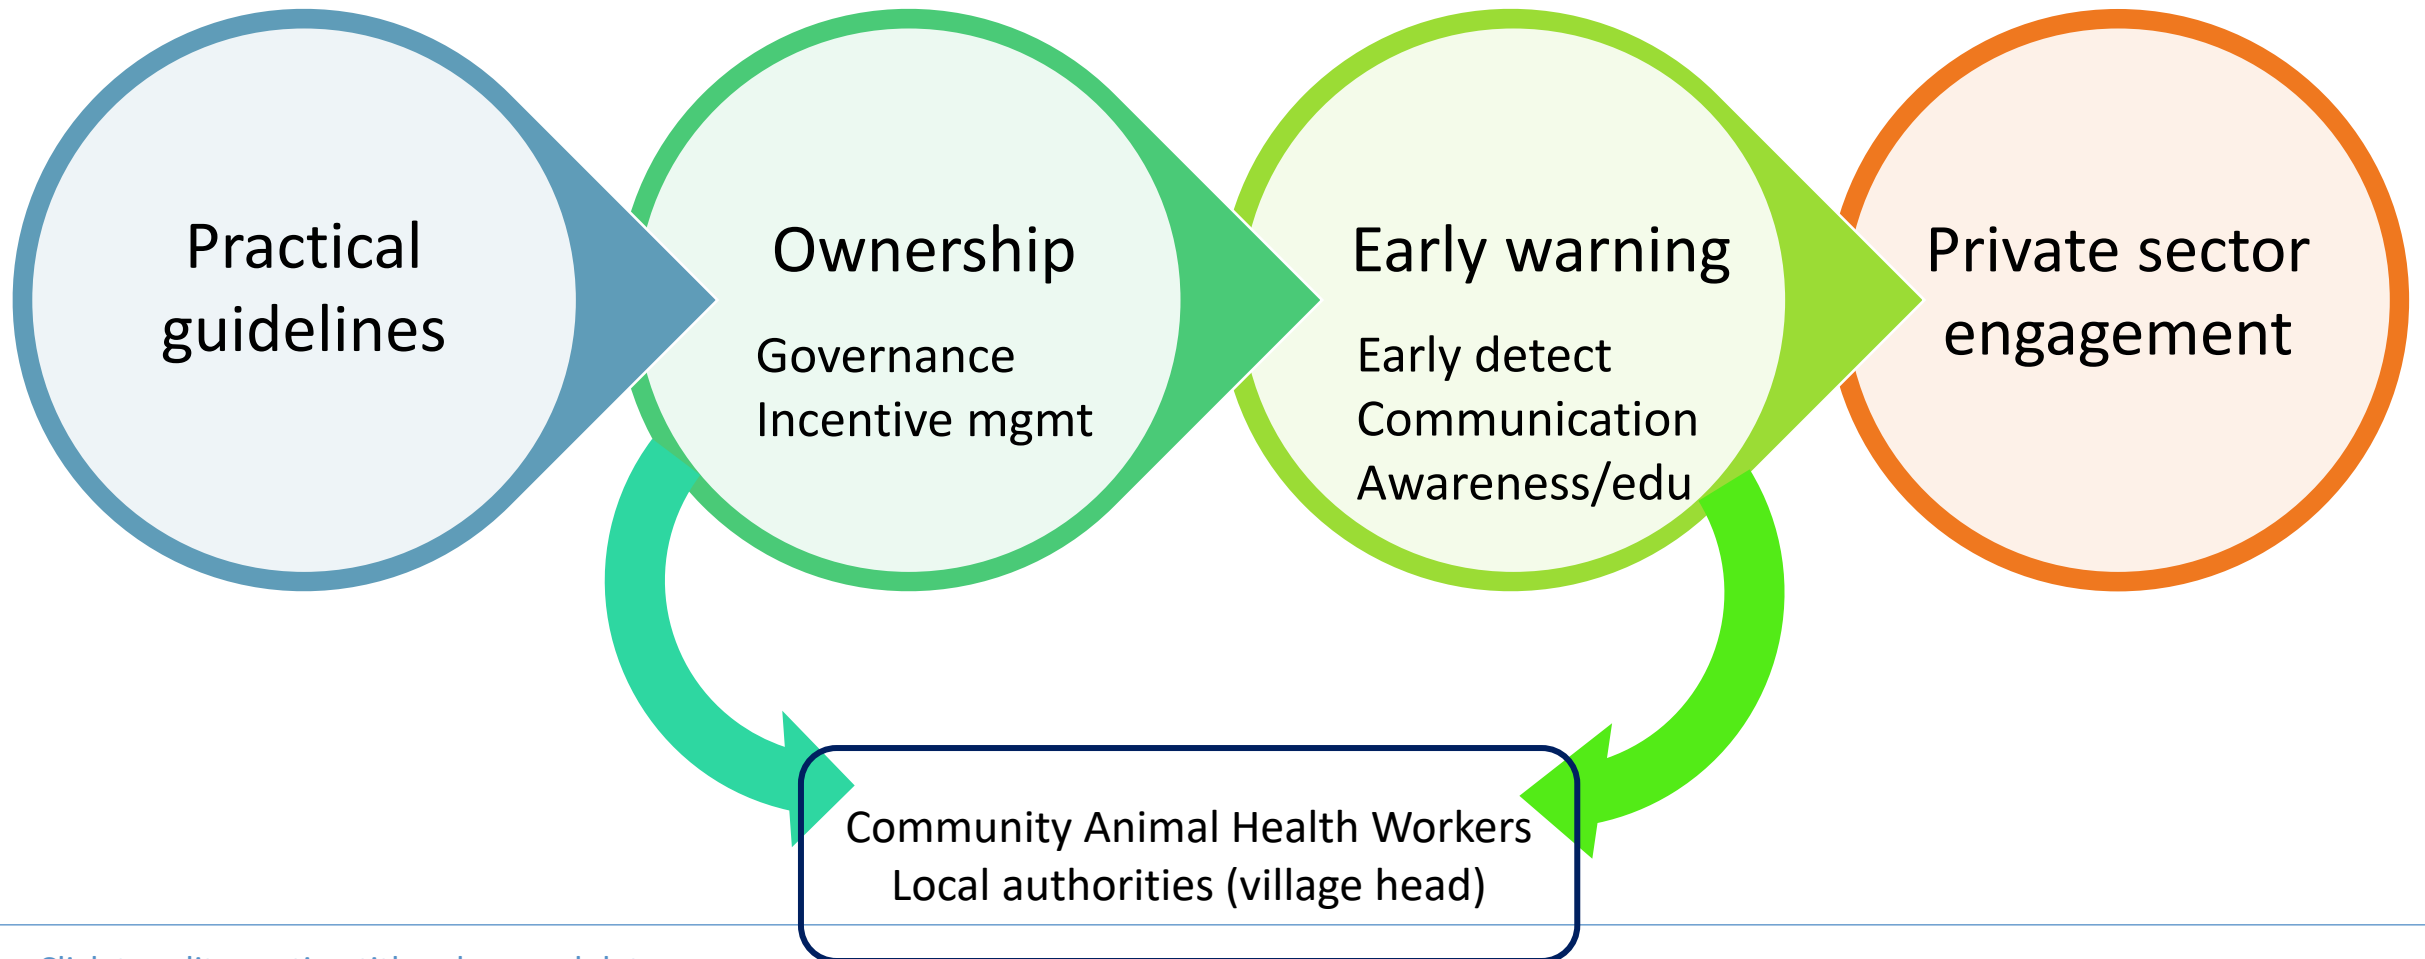 Practical
guidelines
Ownership
Governance
Incentive mgmt
Early warning
Early detect
Communication
Awareness/edu
Private sector
engagement
Community Animal Health Workers
Local authorities (village head)